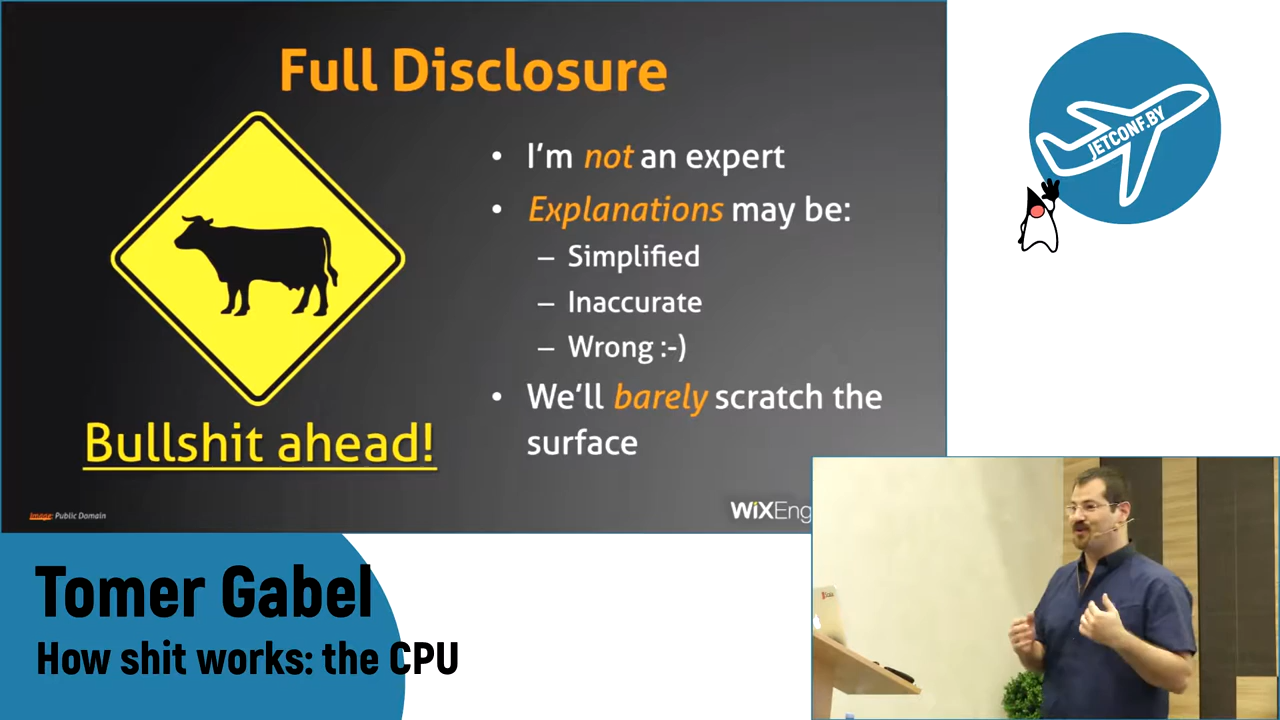 Full Disclosure
• I'm not an expert
• Explanations may be:
– Simplified
– Inaccurate
– Wrong :-)
• We'll barely scratch the
surface
Bullshit ahead!
Image: Public Domain
WiXEng
JETCONF.BY
Tomer Gabel
How shit works: the CPU